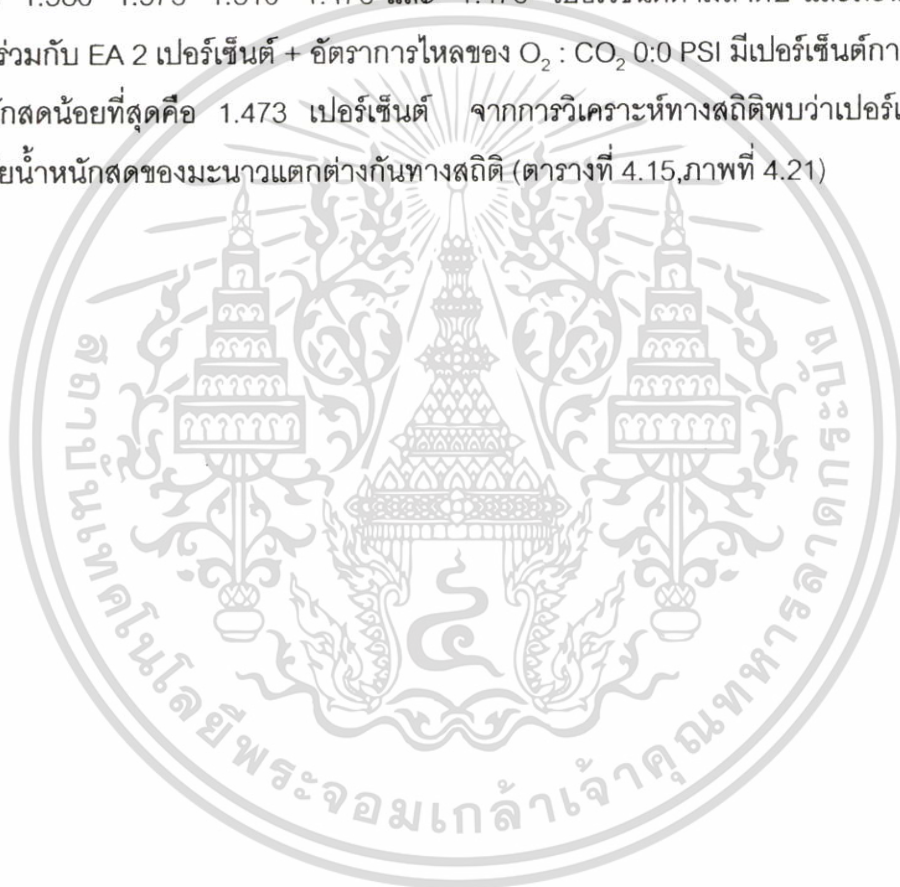 ร่วมกับ EA 2 เปอร์เซ็นต์ + อัตราการไหลของ O₂ : CO₂ 0:0 PSI มีเปอร์เซ็นต์กา
กสดน้อยที่สุดคือ 1.473 เปอร์เซ็นต์ จากการวิเคราะห์ทางสถิติพบว่าเปอร์เ
ยน้ำหนักสดของมะนาวแตกต่างกันทางสถิติ (ตารางที่ 4.15,ภาพที่ 4.21)
สถาบันเทคโนโลยีพระจอมเกล้าเจ้าคุณทหารลาดกระบัง